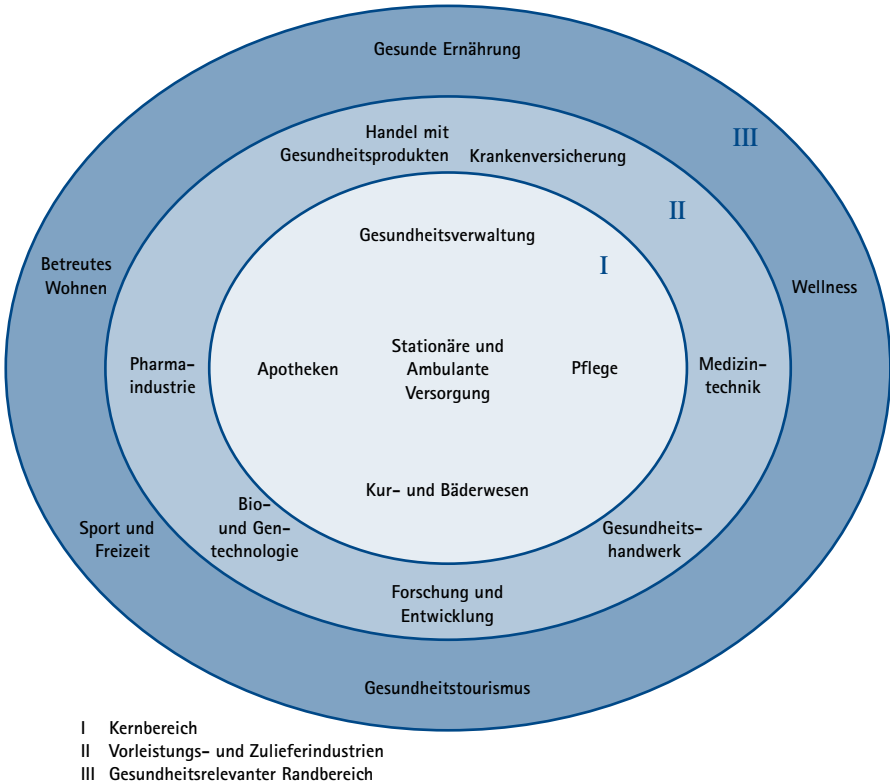 Gesunde Ernährung
III
Handel mit
Gesundheitsprodukten
Krankenversicherung
II
Gesundheitsverwaltung
I
Betreutes
Wohnen
Wellness
Pharma-
industrie
Apotheken
Stationäre und
Ambulante
Versorgung
Pflege
Medizin-
technik
Kur- und Bäderwesen
Bio-
und Gen-
technologie
Sport und
Freizeit
Gesundheits-
handwerk
Forschung und
Entwicklung
Gesundheitstourismus
I Kernbereich
II Vorleistungs- und Zulieferindustrien
III Gesundheitsrelevanter Randbereich